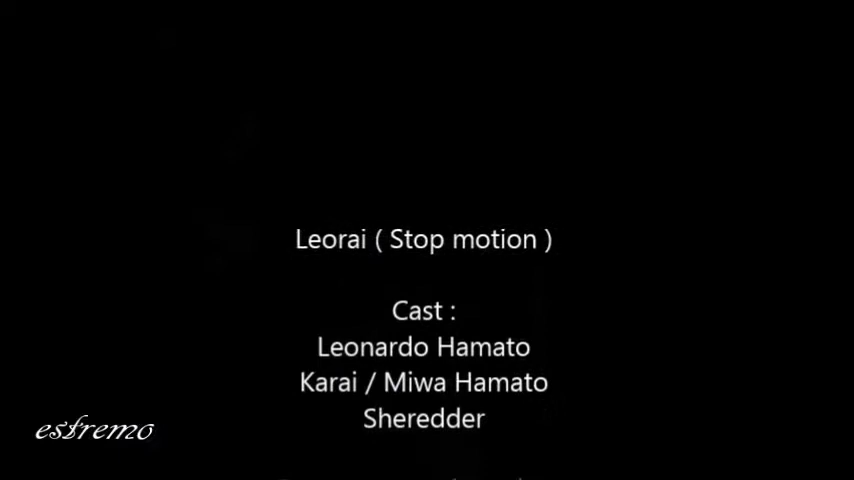 Leorai ( Stop motion )
Cast :
Leonardo Hamato
Karai / Miwa Hamato
Sheredder
estremo